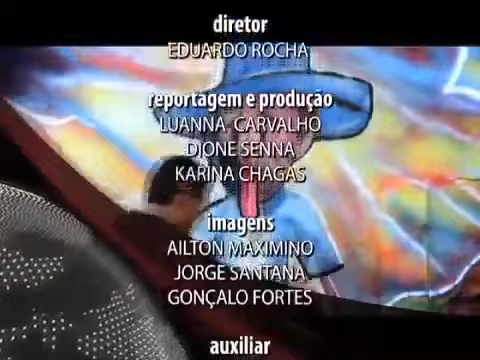 diretor
EDUARDO ROCHA
reportagem e produção
LUANNA CARVALHO
DJONE SENNA
KARINA CHAGAS
imagens
AILTON MAXIMINO
JORGE SANTANA
GONÇALO FORTES
auxiliar